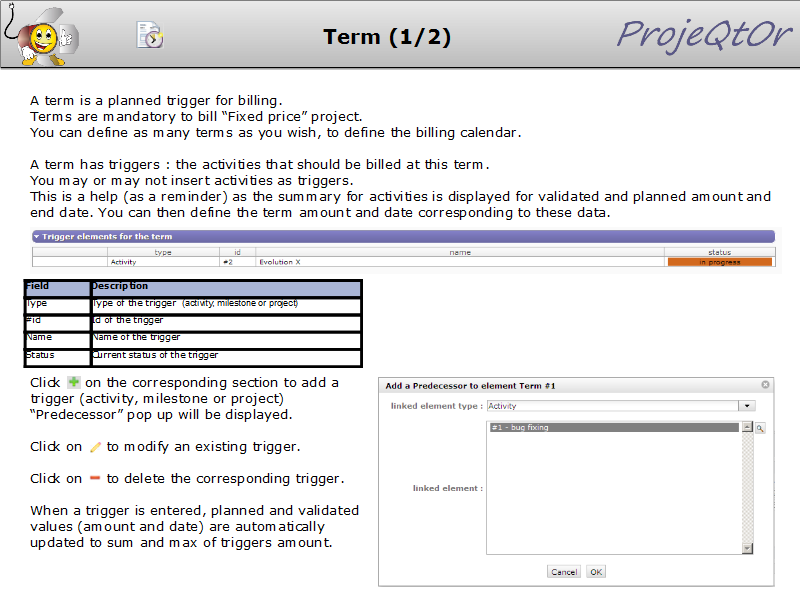 Term (1/2)
ProjeQtOr
A term is a planned trigger for billing.
Terms are mandatory to bill “Fixed price” project.
You can define as many terms as you wish, to define the billing calendar.
A term has triggers : the activities that should be billed at this term.
You may or may not insert activities as triggers.
This is a help (as a reminder) as the summary for activities is displayed for validated and planned amount and
end date. You can then define the term amount and date corresponding to these data.
Trigger elements for the term
type id name status
Activity #2 Evolution X in progress
Field Description
Type Type of the trigger (activity, milestone or project)
#id Id of the trigger
Name Name of the trigger
Status Current status of the trigger
Click on the corresponding section to add a
trigger (activity, milestone or project)
“Predecessor” pop up will be displayed.
Click on to modify an existing trigger.
Click on to delete the corresponding trigger.
When a trigger is entered, planned and validated
values (amount and date) are automatically
updated to sum and max of triggers amount.
Add a Predecessor to element Term #1
linked element type : Activity
#1 - bug fixing
linked element :
Cancel OK